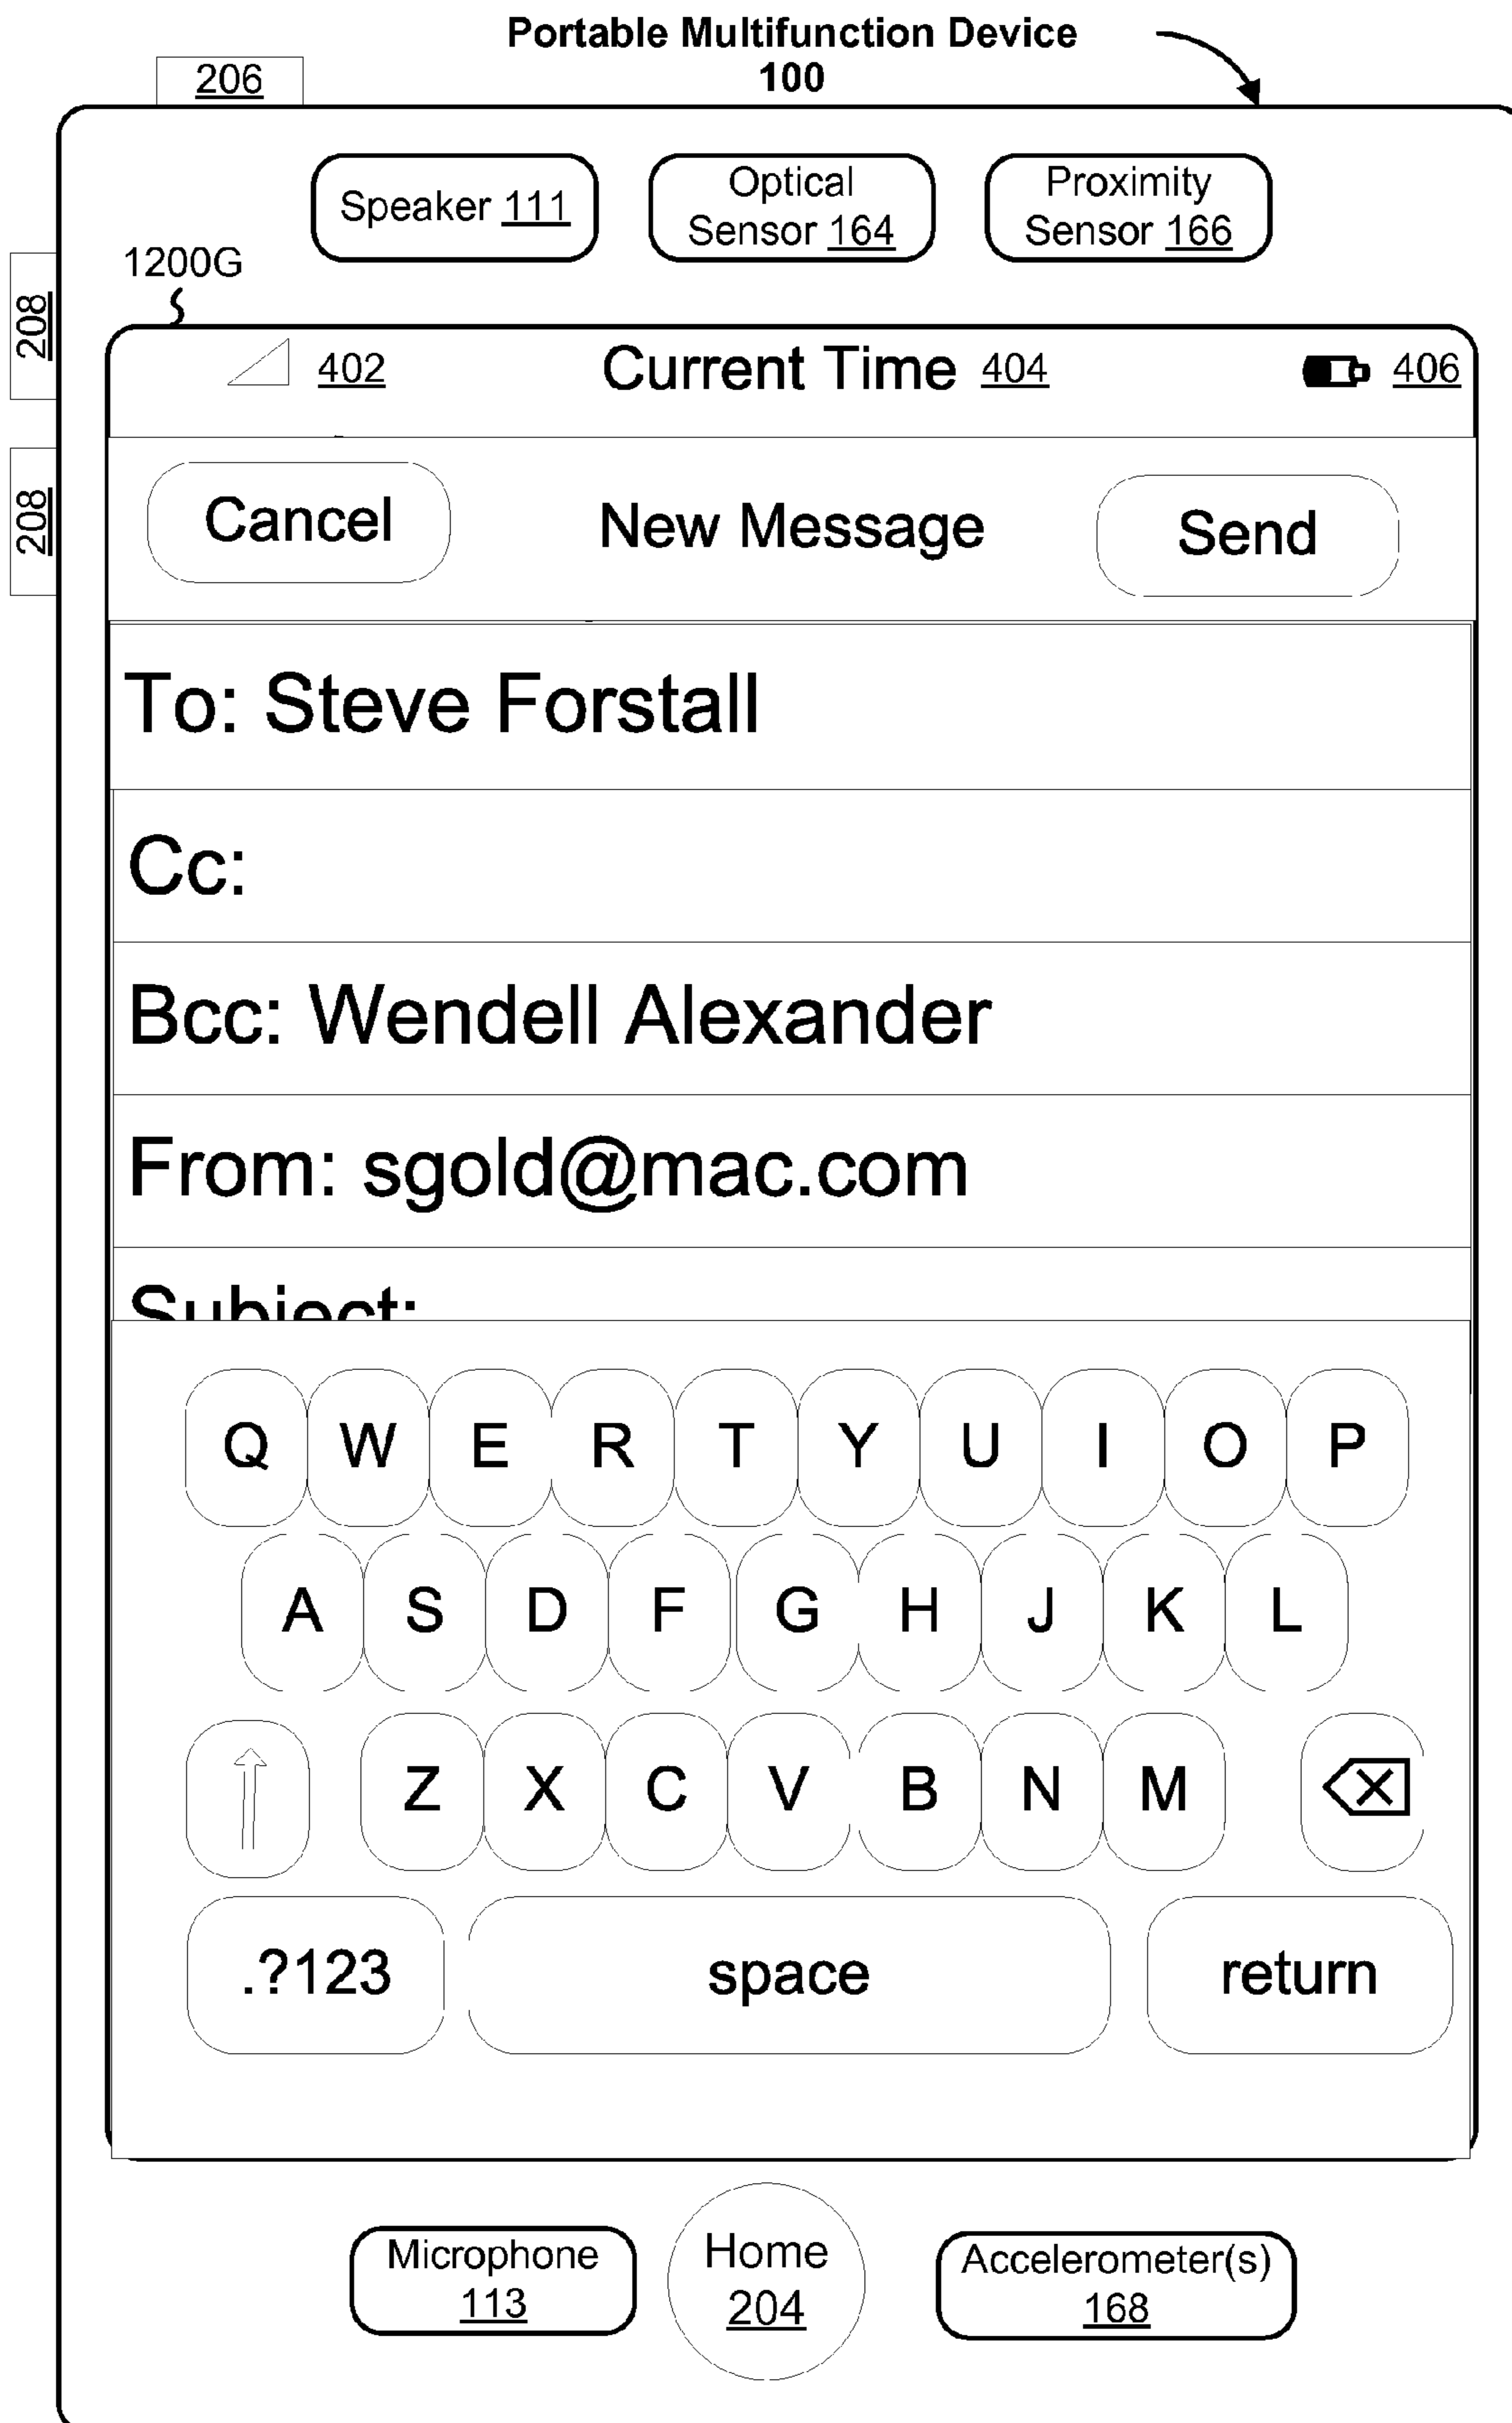 Portable Multifunction Device
100
206
Speaker 111
Optical
Sensor 164
Proximity
Sensor 166
1200G
208
208
402 Current Time 404 406
Cancel New Message Send
To: Steve Forstall
Cc:
Bcc: Wendell Alexander
From: sgold@mac.com
Subject:
Q W E R T Y U I O P
A S D F G H J K L
Z X C V B N M
.?123 space return
Microphone
113
Home
204
Accelerometer(s)
168